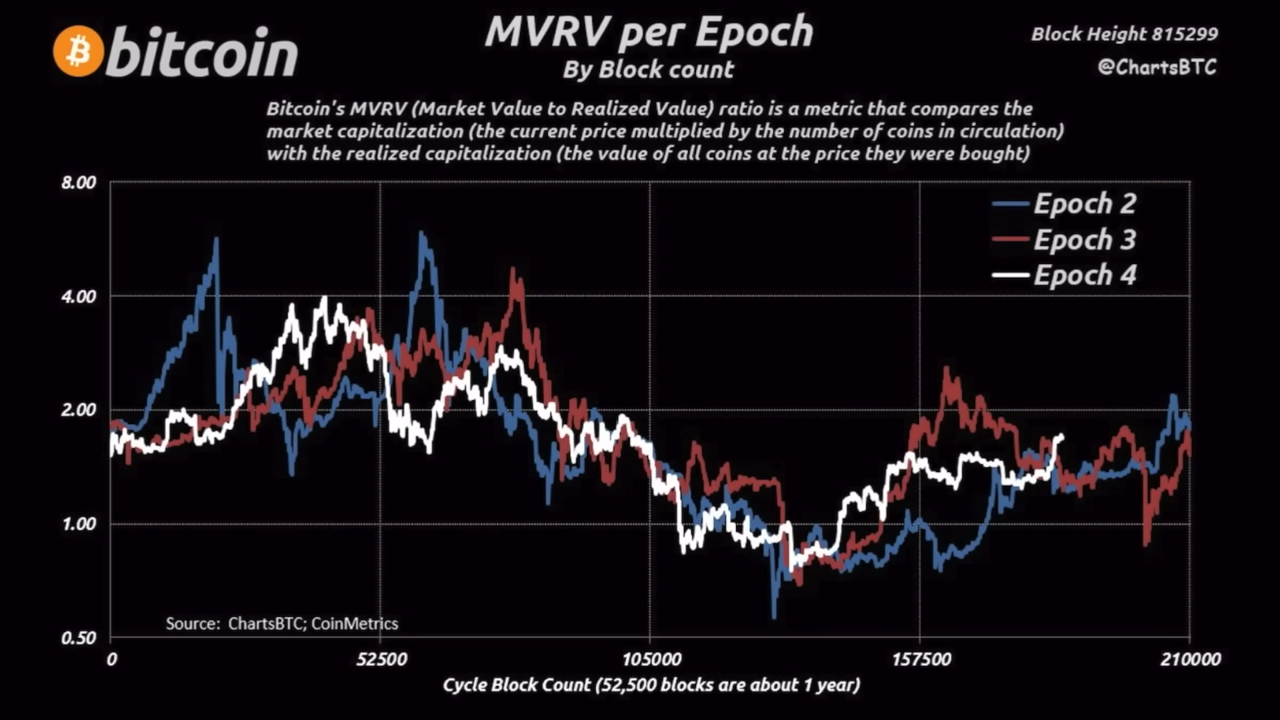 bitcoin
MVRV per Epoch
By Block count
Block Height 815299
@ChartsBTC
Bitcoin's MVRV (Market Value to Realized Value) ratio is a metric that compares the
market capitalization (the current price multiplied by the number of coins in circulation)
with the realized capitalization (the value of all coins at the price they were bought)
8.00
4.00
2.00
1.00
0.50
Epoch 2
Epoch 3
Epoch 4
Source: ChartsBTC; CoinMetrics
0 52500 105000 157500 210000
Cycle Block Count (52,500 blocks are about 1 year)